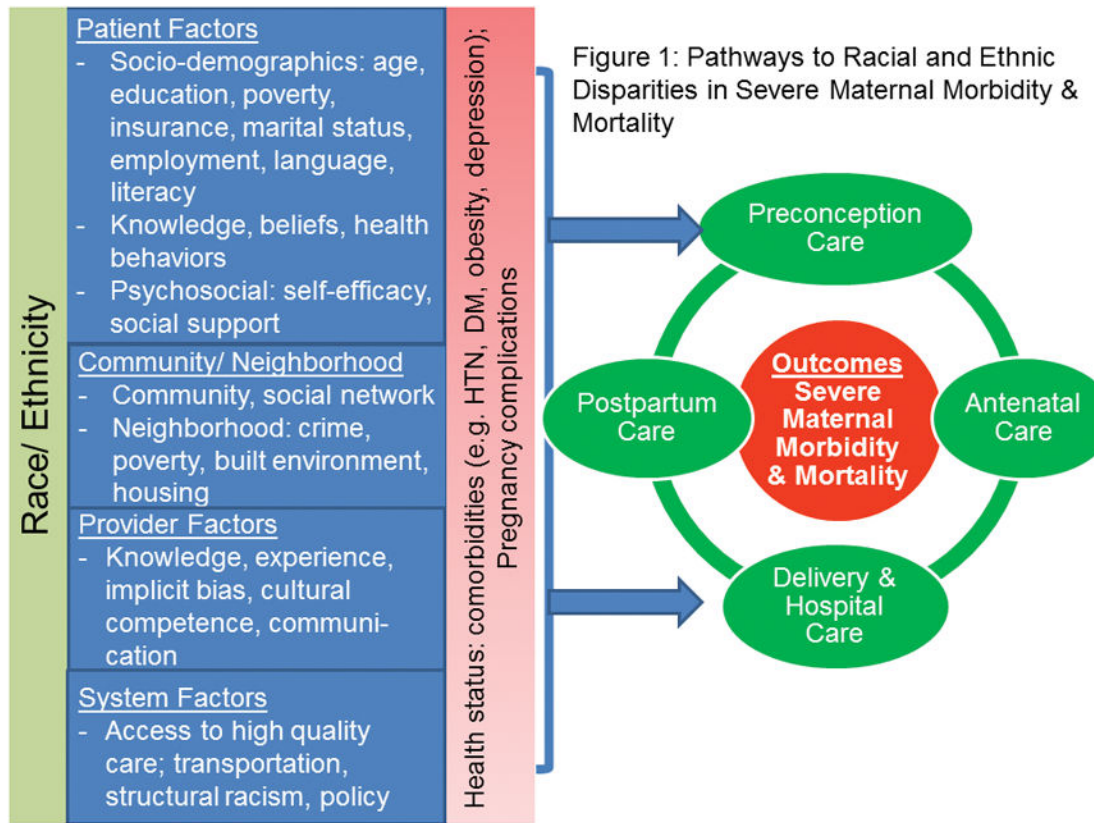 Race/ Ethnicity
Patient Factors
- Socio-demographics: age,
education, poverty,
insurance, marital status,
employment, language,
literacy
- Knowledge, beliefs, health
behaviors
- Psychosocial: self-efficacy,
social support
Community/ Neighborhood
- Community, social network
- Neighborhood: crime,
poverty, built environment,
housing
Provider Factors
- Knowledge, experience,
implicit bias, cultural
competence, communi-
cation
System Factors
- Access to high quality
care; transportation,
structural racism, policy
Health status: comorbidities (e.g. HTN, DM, obesity, depression);
Pregnancy complications
Figure 1: Pathways to Racial and Ethnic
Disparities in Severe Maternal Morbidity &
Mortality
Preconception
Care
Postpartum
Care
Outcomes
Severe
Maternal
Morbidity
& Mortality
Antenatal
Care
Delivery &
Hospital
Care